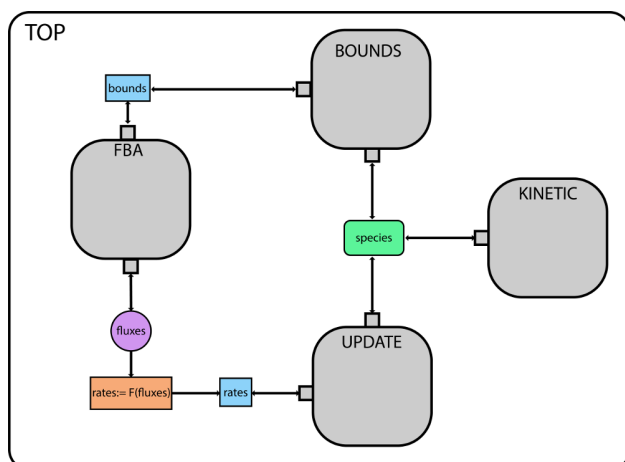 TOP
BOUNDS
bounds
FBA
KINETIC
species
fluxes
UPDATE
rates:= F(fluxes)
rates